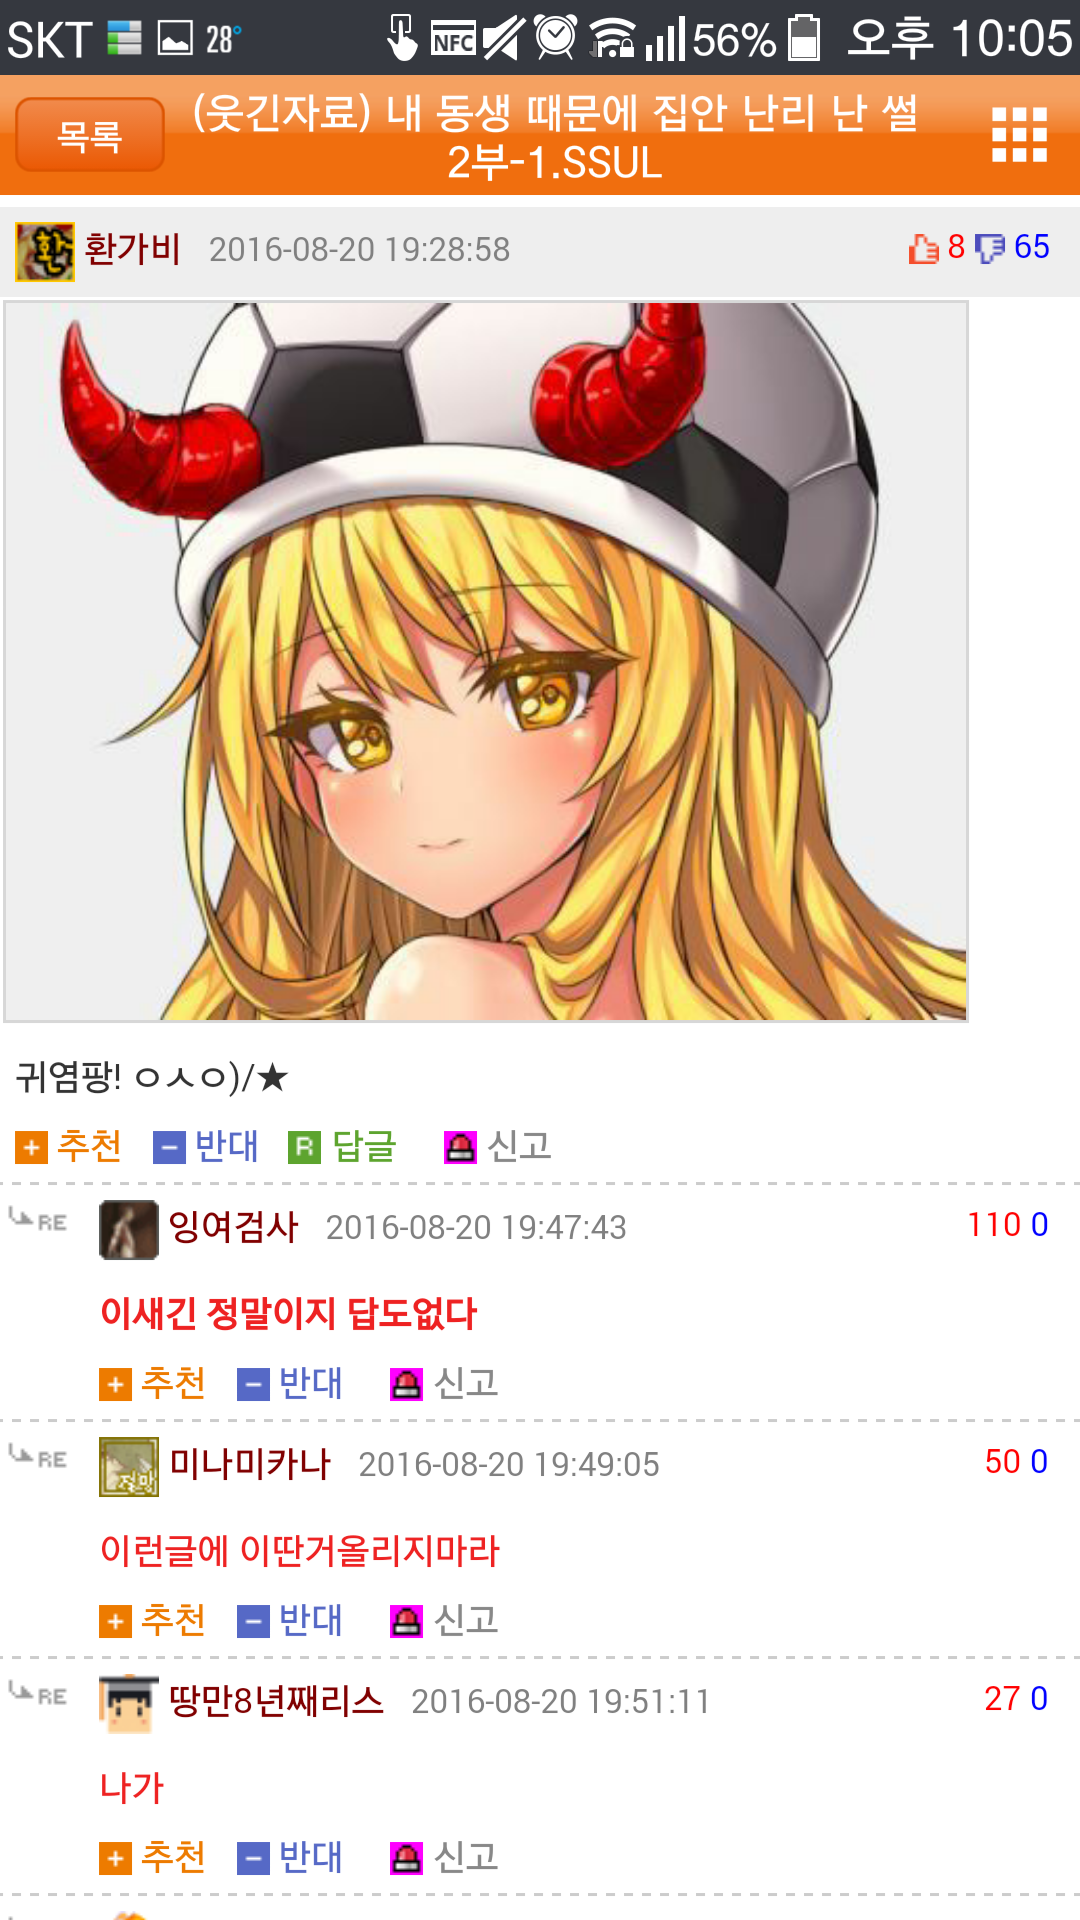 SKT 28° NFC 56% 오후 10:05
목록
(웃긴자료) 내 동생 때문에 집안 난리 난 썰
2부-1.SSUL
환 환가비 2016-08-20 19:28:58 8 65
귀염팡! ㅇㅅㅇ)/★
+ 추천 - 반대 R 답글 신고
RE 잉여검사 2016-08-20 19:47:43 110 0
이새긴 정말이지 답도없다
+ 추천 - 반대 신고
RE 절망 미나미카나 2016-08-20 19:49:05 50 0
이런글에 이딴거올리지마라
+ 추천 - 반대 신고
RE 땅만8년째리스 2016-08-20 19:51:11 27 0
나가
+ 추천 - 반대 신고